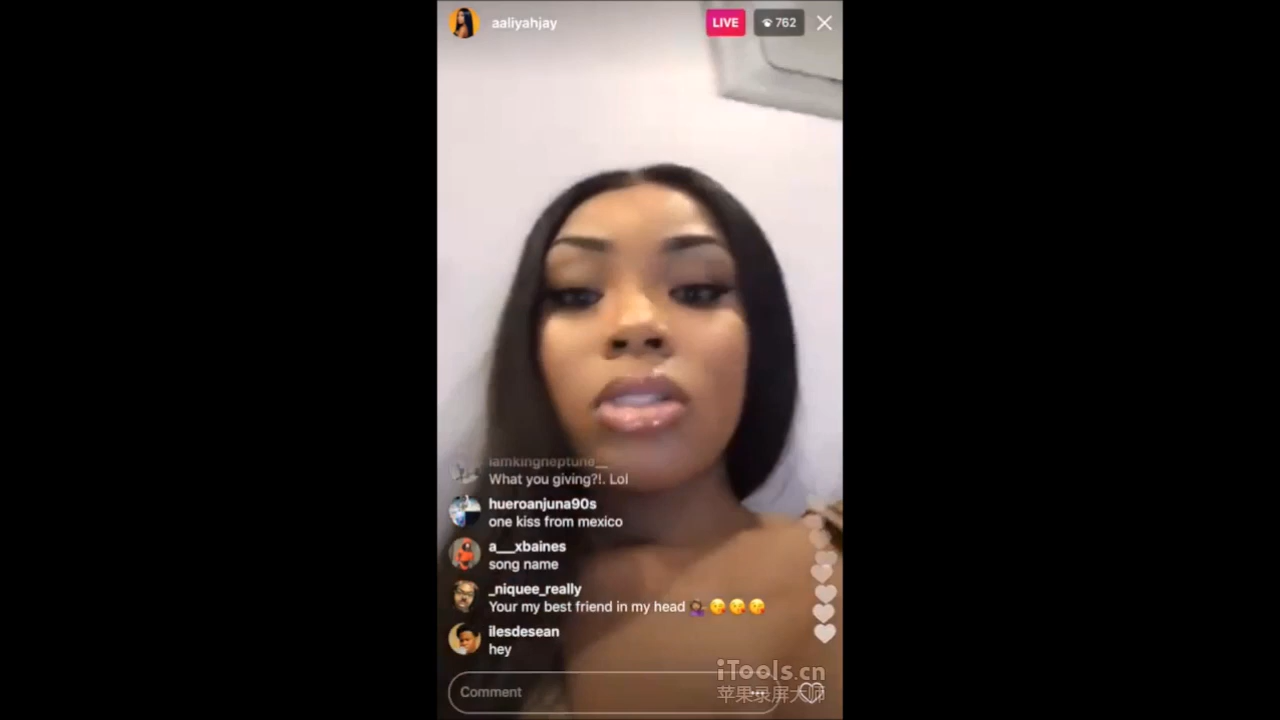 aaliyahjay
LIVE
762
iamkingneptune__
What you giving?!. Lol
hueroanjuna90s
one kiss from mexico
a___xbaines
song name
_niquee_really
Your my best friend in my head 🤷🏾‍♀️😘😘😘
ilesdesean
hey
iTools.cn
Comment
苹果录屏大师